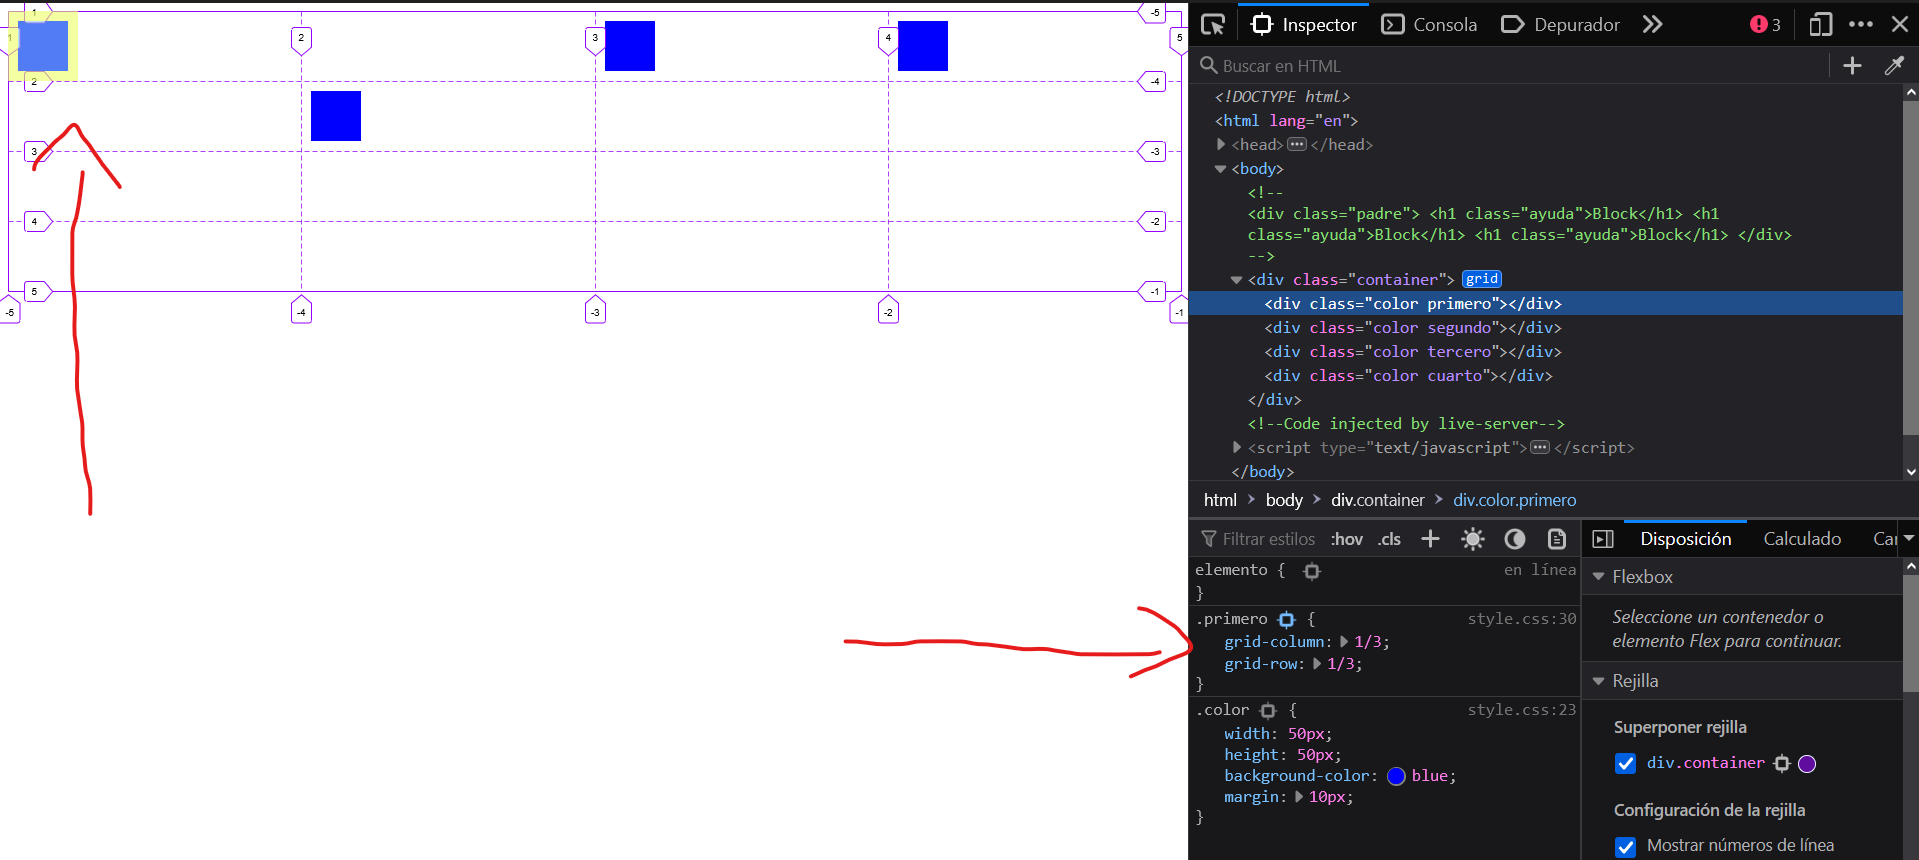 1
-5
1
2
3
4
5
2
-4
3
-3
4
-2
5
-1
-5
-4
-3
-2
-1
Inspector
Consola
Depurador
3
Buscar en HTML
<!DOCTYPE html>
<html lang="en">
<head> ••• </head>
<body>
<!--
<div class="padre"> <h1 class="ayuda">Block</h1> <h1
class="ayuda">Block</h1> <h1 class="ayuda">Block</h1> </div>
-->
<div class="container"> grid
<div class="color primero"></div>
<div class="color segundo"></div>
<div class="color tercero"></div>
<div class="color cuarto"></div>
</div>
<!--Code injected by live-server-->
<script type="text/javascript"> ••• </script>
</body>
html > body > div.container > div.color.primero
Filtrar estilos :hov .cls +
elemento { en línea
}
.primero { style.css:30
grid-column: 1/3;
grid-row: 1/3;
}
.color { style.css:23
width: 50px;
height: 50px;
background-color: blue;
margin: 10px;
}
Disposición Calculado
Flexbox
Seleccione un contenedor o
elemento Flex para continuar.
Rejilla
Superponer rejilla
div.container
Configuración de la rejilla
Mostrar números de línea